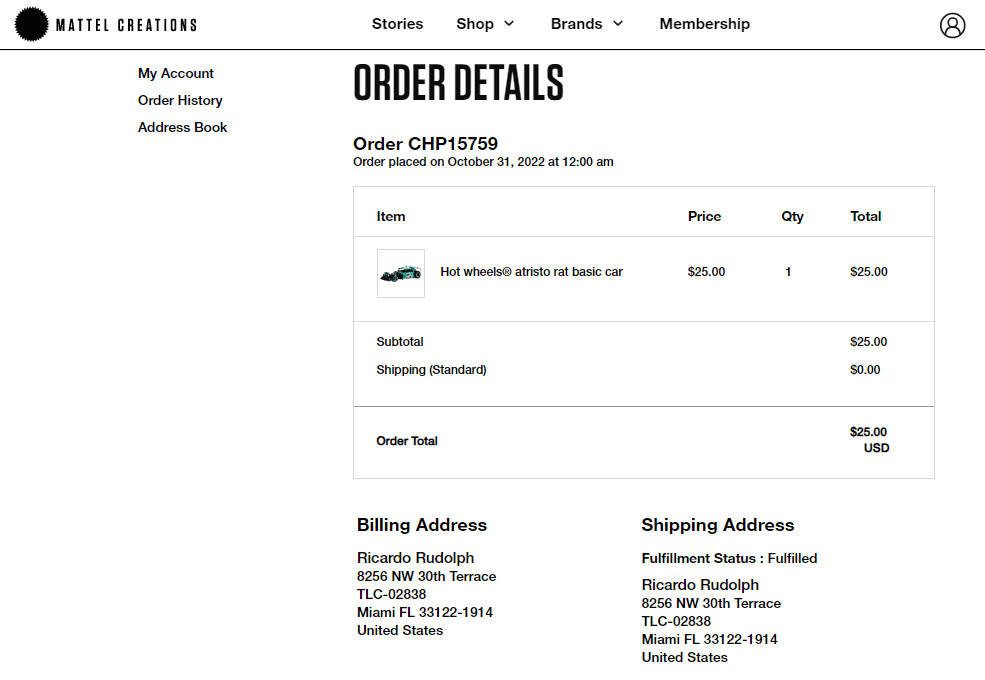 MATTEL CREATIONS
Stories Shop Brands Membership
My Account
Order History
Address Book
ORDER DETAILS
Order CHP15759
Order placed on October 31, 2022 at 12:00 am
Item Price Qty Total
Hot wheels® atristo rat basic car $25.00 1 $25.00
Subtotal $25.00
Shipping (Standard) $0.00
Order Total $25.00
USD
Billing Address
Ricardo Rudolph
8256 NW 30th Terrace
TLC-02838
Miami FL 33122-1914
United States
Shipping Address
Fulfillment Status : Fulfilled
Ricardo Rudolph
8256 NW 30th Terrace
TLC-02838
Miami FL 33122-1914
United States